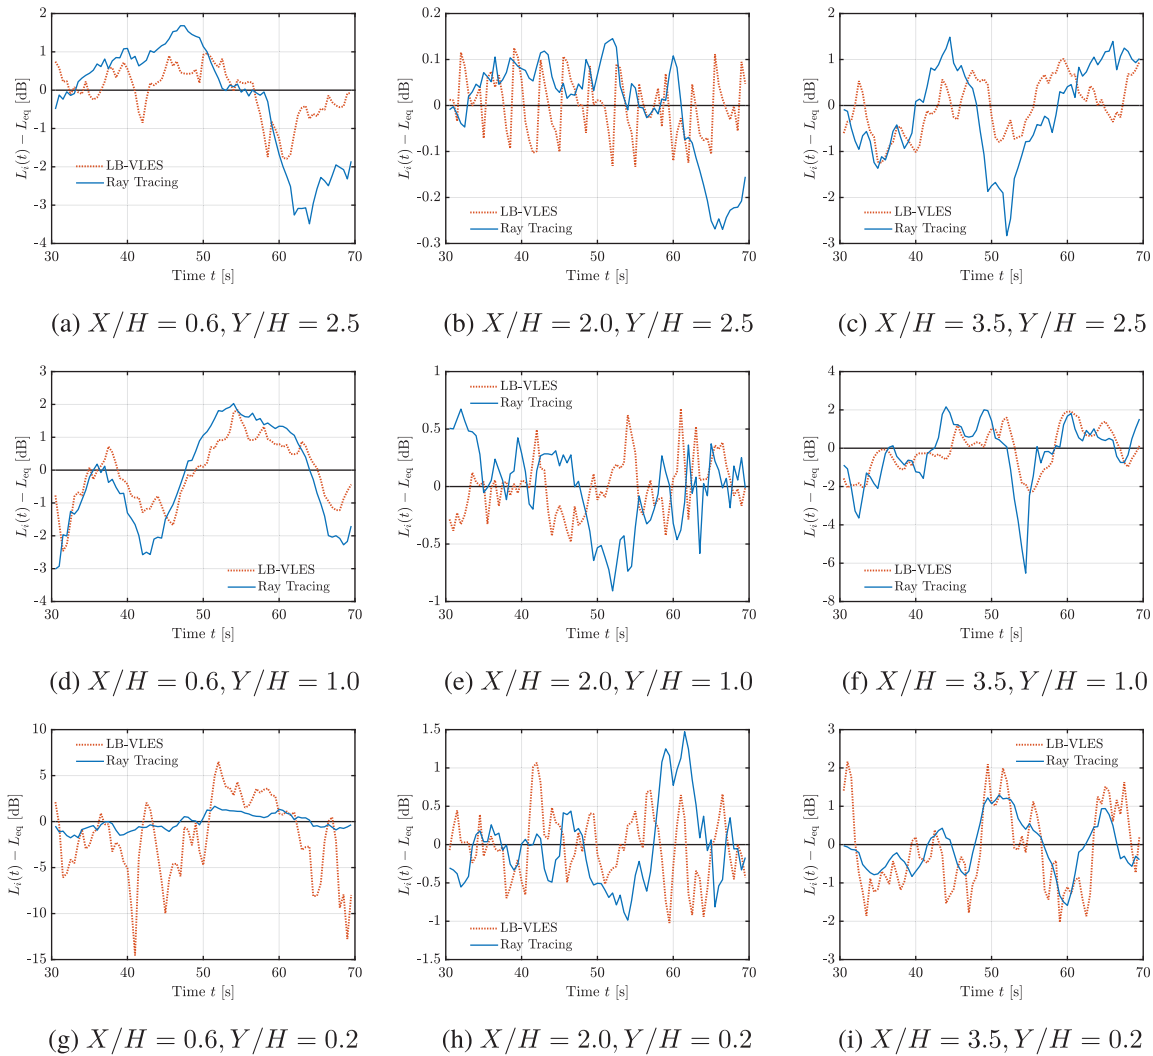 2
1
0
-1
-2
-3
-4
L_i(t) − L_eq [dB]
LB-VLES
Ray Tracing
30 40 50 60 70
Time t [s]
(a) X/H = 0.6, Y/H = 2.5
0.2
0.1
0
-0.1
-0.2
0.3
L_i(t) − L_eq [dB]
LB-VLES
Ray Tracing
30 40 50 60 70
Time t [s]
(b) X/H = 2.0, Y/H = 2.5
2
1
0
-1
-2
-3
L_i(t) − L_eq [dB]
LB-VLES
Ray Tracing
30 40 50 60 70
Time t [s]
(c) X/H = 3.5, Y/H = 2.5
3
2
1
0
-1
-2
-3
-4
L_i(t) − L_eq [dB]
LB-VLES
Ray Tracing
30 40 50 60 70
Time t [s]
(d) X/H = 0.6, Y/H = 1.0
1
0.5
0
-0.5
-1
L_i(t) − L_eq [dB]
LB-VLES
Ray Tracing
30 40 50 60 70
Time t [s]
(e) X/H = 2.0, Y/H = 1.0
4
2
0
-2
-4
-6
-8
L_i(t) − L_eq [dB]
LB-VLES
Ray Tracing
30 40 50 60 70
Time t [s]
(f) X/H = 3.5, Y/H = 1.0
10
5
0
-5
-10
-15
L_i(t) − L_eq [dB]
LB-VLES
Ray Tracing
30 40 50 60 70
Time t [s]
(g) X/H = 0.6, Y/H = 0.2
1.5
1
0.5
0
-0.5
-1
-1.5
L_i(t) − L_eq [dB]
LB-VLES
Ray Tracing
30 40 50 60 70
Time t [s]
(h) X/H = 2.0, Y/H = 0.2
3
2
1
0
-1
-2
-3
L_i(t) − L_eq [dB]
LB-VLES
Ray Tracing
30 40 50 60 70
Time t [s]
(i) X/H = 3.5, Y/H = 0.2